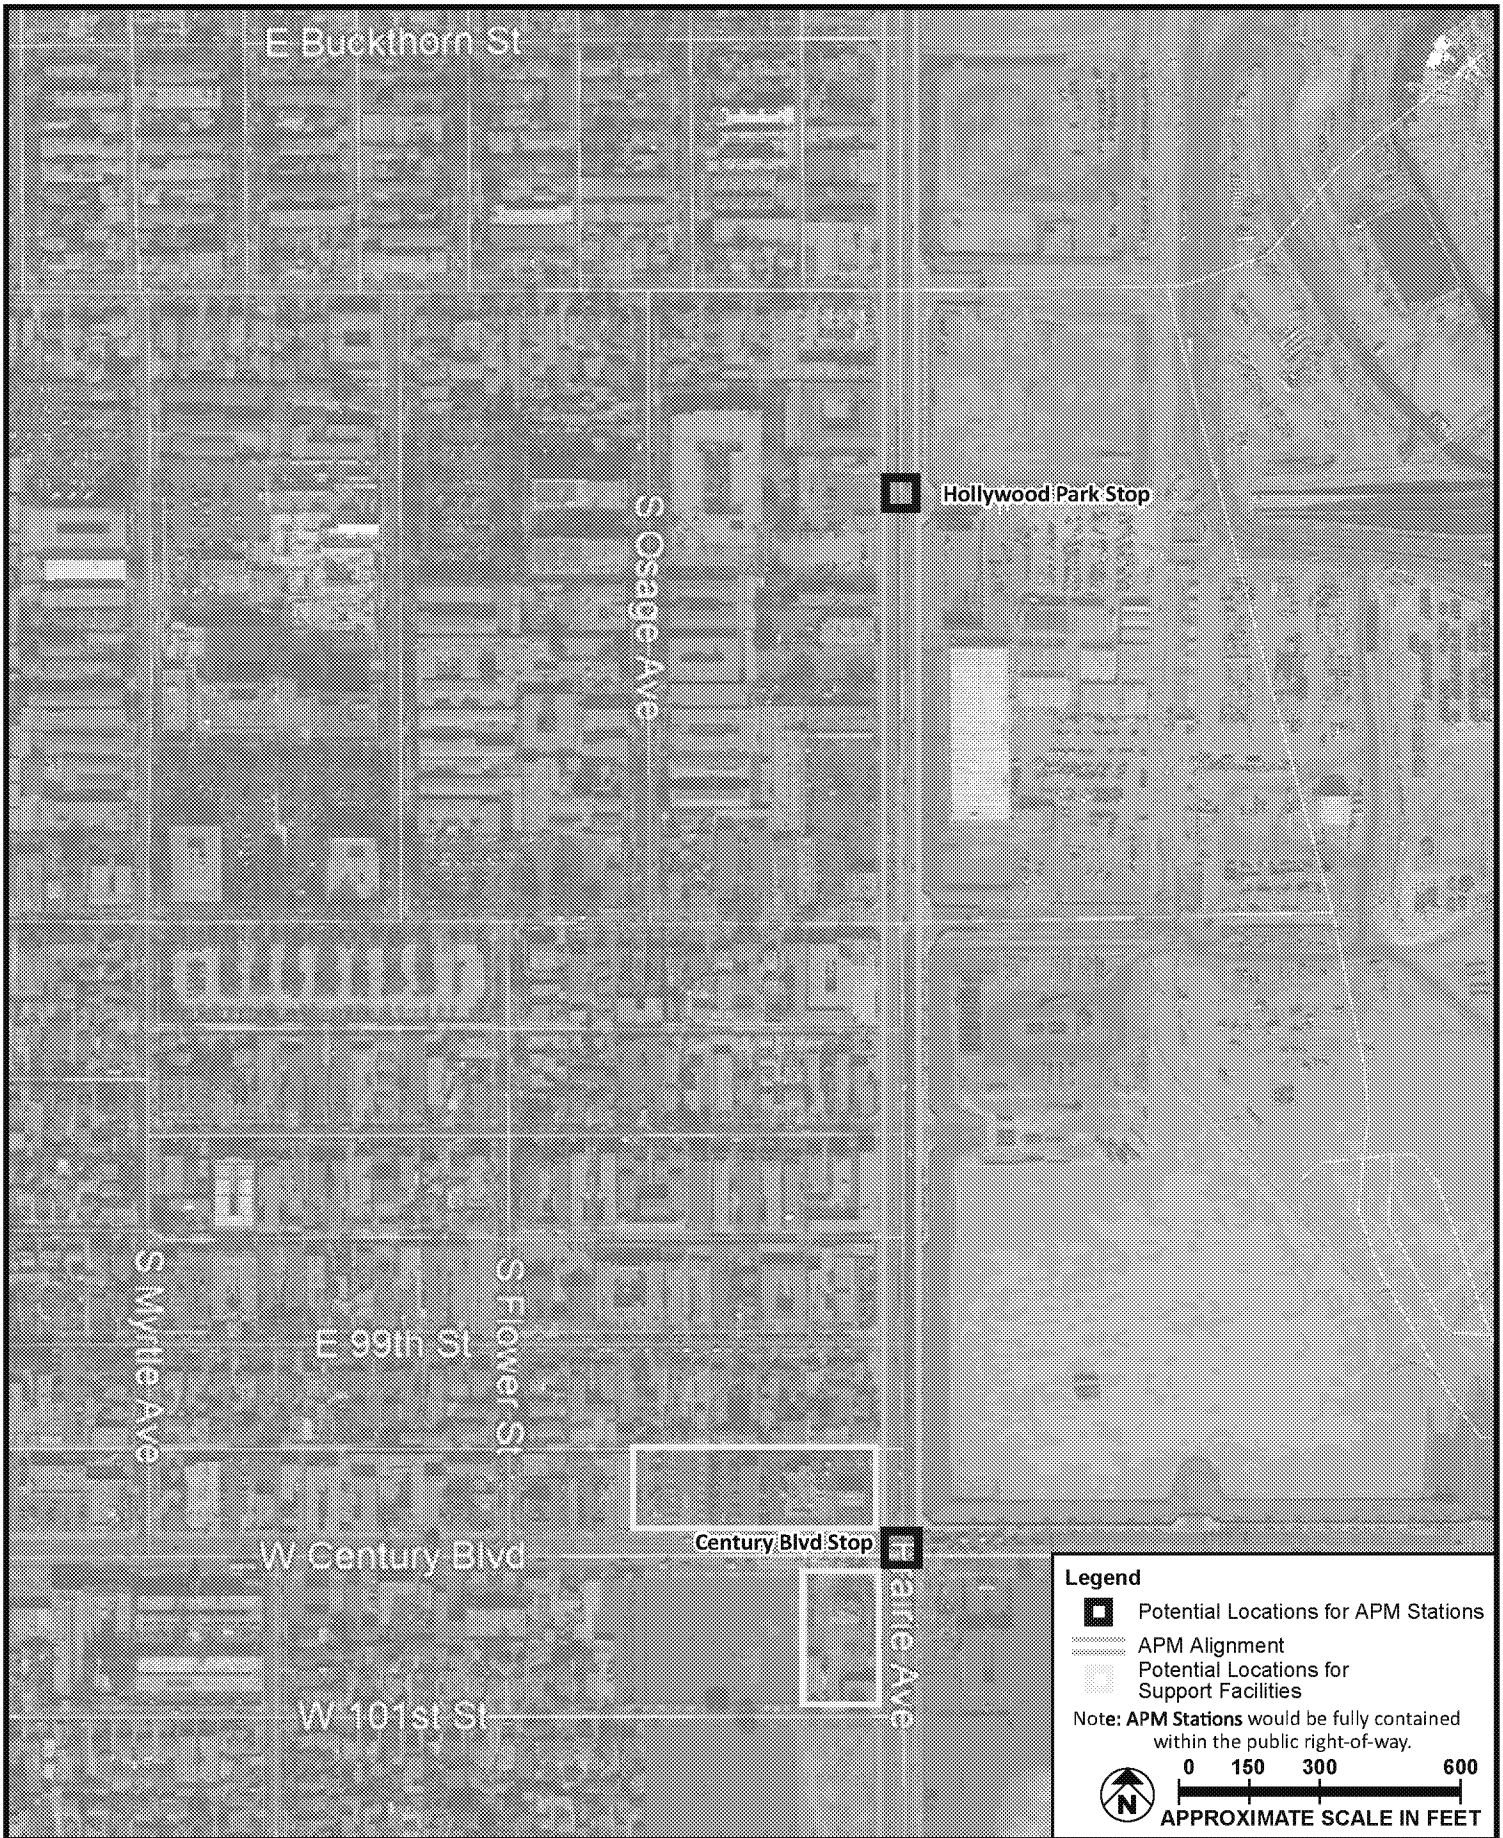 E Buckthorn St
Hollywood Park Stop
S Osage Ave
S Myrtle Ave
S Flower St
E 99th St
Century Blvd Stop
W Century Blvd
Prairie Ave
W 101st St
Legend
Potential Locations for APM Stations
APM Alignment
Potential Locations for
Support Facilities
Note: APM Stations would be fully contained
within the public right-of-way.
0 150 300 600
N
APPROXIMATE SCALE IN FEET